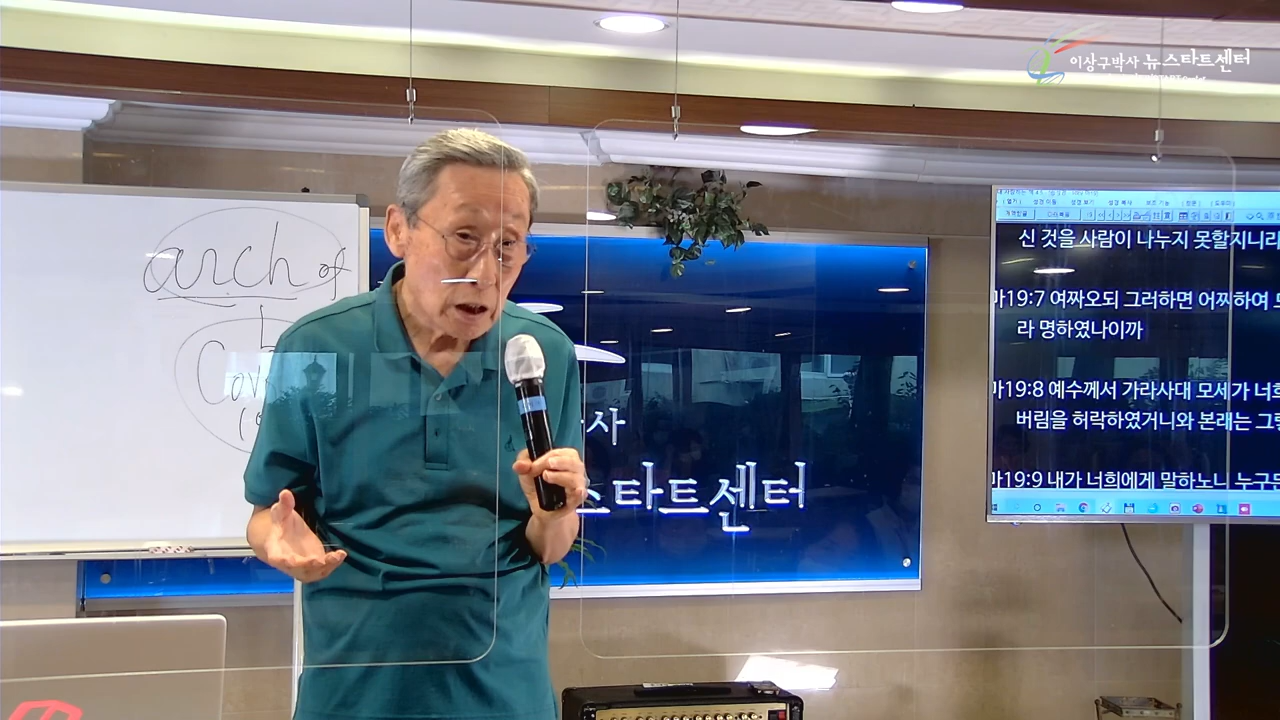 이상구박사 뉴스타트센터
arch of
신 것을 사람이 나누지 못할지니라
마19:7 여짜오되 그러하면 어찌하여
라 명하였나이까
마19:8 예수께서 가라사대 모세가 너희
버림을 허락하였거니와 본래는 그
마19:9 내가 너희에게 말하노니 누구든
사
스타트센터